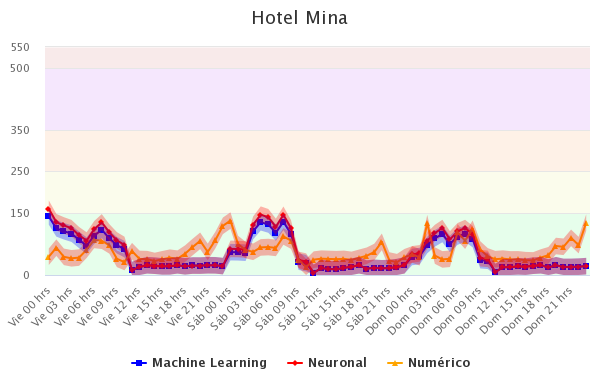 Hotel Mina
550
500
350
250
150
0
Vie 00 hrs
Vie 03 hrs
Vie 06 hrs
Vie 09 hrs
Vie 12 hrs
Vie 15 hrs
Vie 18 hrs
Vie 21 hrs
Sáb 00 hrs
Sáb 03 hrs
Sáb 06 hrs
Sáb 09 hrs
Sáb 12 hrs
Sáb 15 hrs
Sáb 18 hrs
Sáb 21 hrs
Dom 00 hrs
Dom 03 hrs
Dom 06 hrs
Dom 09 hrs
Dom 12 hrs
Dom 15 hrs
Dom 18 hrs
Dom 21 hrs
Machine Learning Neuronal Numérico